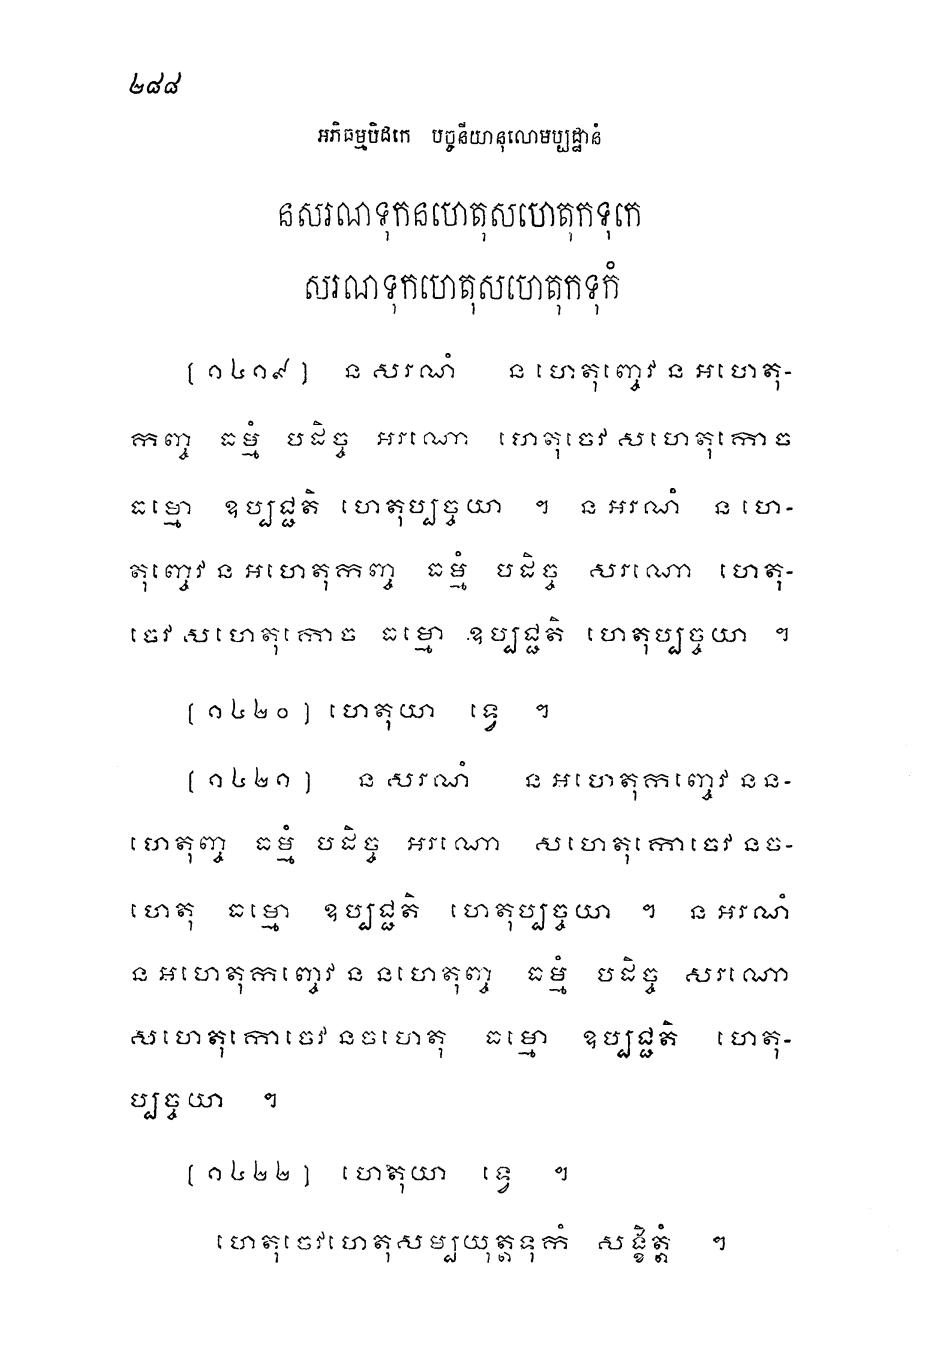 ២៨៨
អភិធម្មបិដកេ បច្ចនីយានុលោមប្បដ្ឋានំ
នសរណទុកនហេតុសហេតុកទុកេ
សរណទុកហេតុសហេតុកទុកំ
[១៤១៩] ន សរណំ ន ហេតុញ្ចេវ ន អហេតុ-
កញ្ច ធម្មំ បដិច្ច អរណោ ហេតុចេវ សហេតុកោ ច
ធម្មោ ឧប្បជ្ជតិ ហេតុប្បច្ចយា ។ ន អរណំ ន ហេ-
តុញ្ចេវ ន អហេតុកញ្ច ធម្មំ បដិច្ច សរណោ ហេតុ-
ចេវ សហេតុកោ ច ធម្មោ ឧប្បជ្ជតិ ហេតុប្បច្ចយា ។
[១៤២០] ហេតុយា ទ្វេ ។
[១៤២១] ន សរណំ ន អហេតុកញ្ចេវ ន ន-
ហេតុញ្ច ធម្មំ បដិច្ច អរណោ សហេតុកោ ចេវ ន ច-
ហេតុ ធម្មោ ឧប្បជ្ជតិ ហេតុប្បច្ចយា ។ ន អរណំ
ន អហេតុកញ្ចេវ ន នហេតុញ្ច ធម្មំ បដិច្ច សរណោ
សហេតុកោ ចេវ ន ច ហេតុ ធម្មោ ឧប្បជ្ជតិ ហេតុ-
ប្បច្ចយា ។
[១៤២២] ហេតុយា ទ្វេ ។
ហេតុចេវហេតុសម្បយុត្តទុកំ សង្ខិត្តំ ។